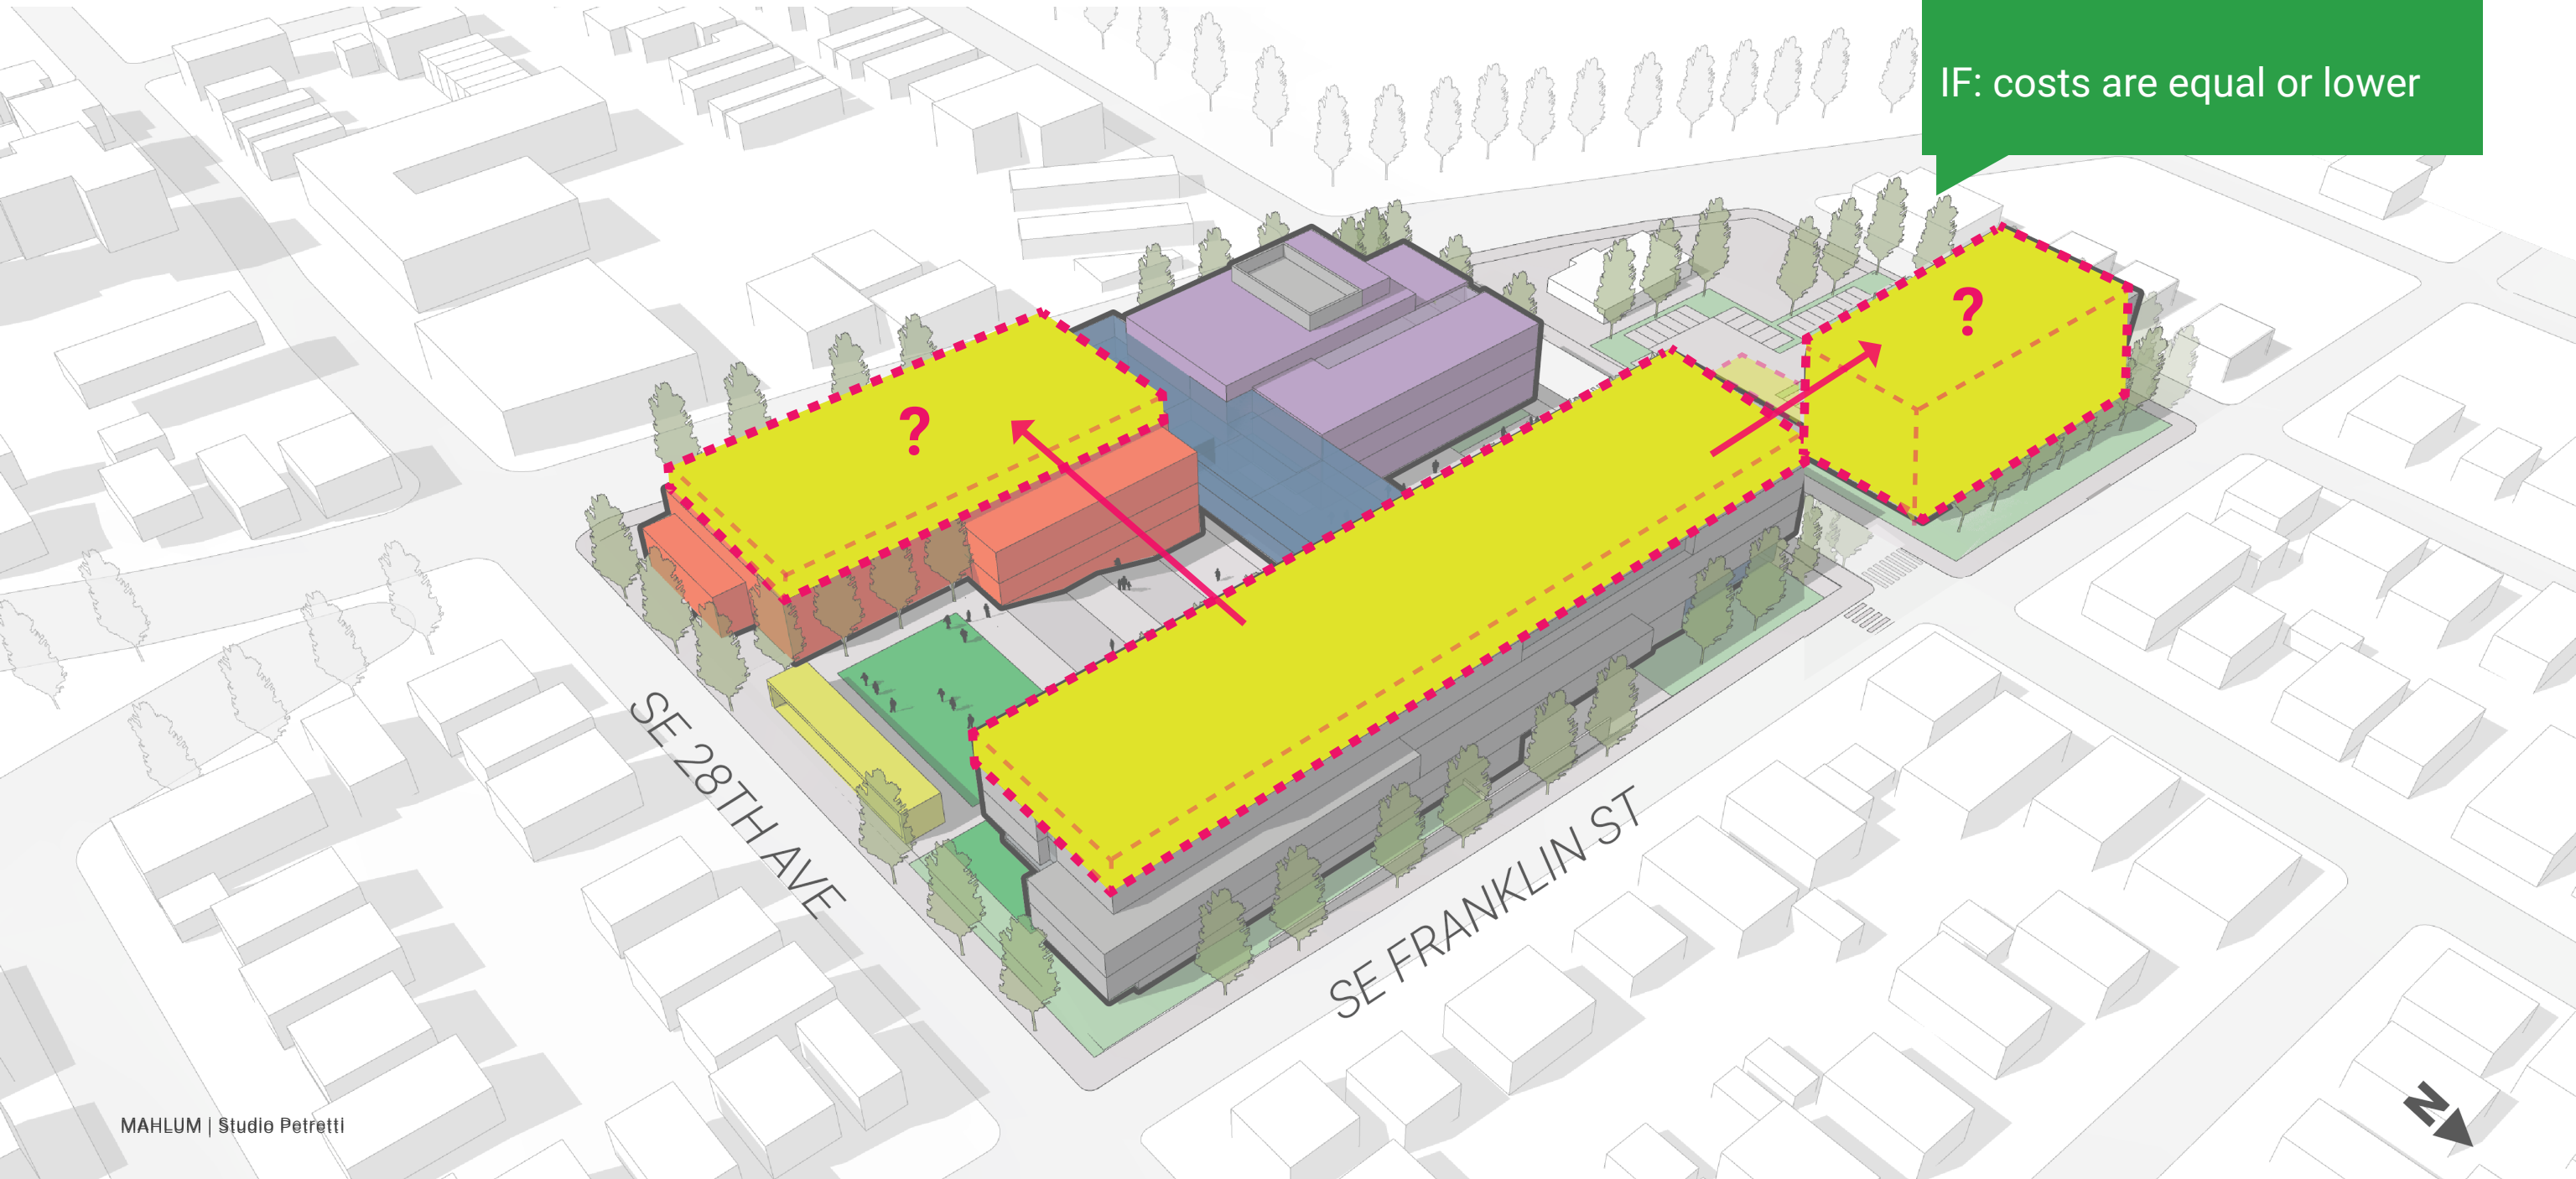 IF: costs are equal or lower
?
?
SE 28TH AVE
SE FRANKLIN ST
MAHLUM | Studio Petretti
N